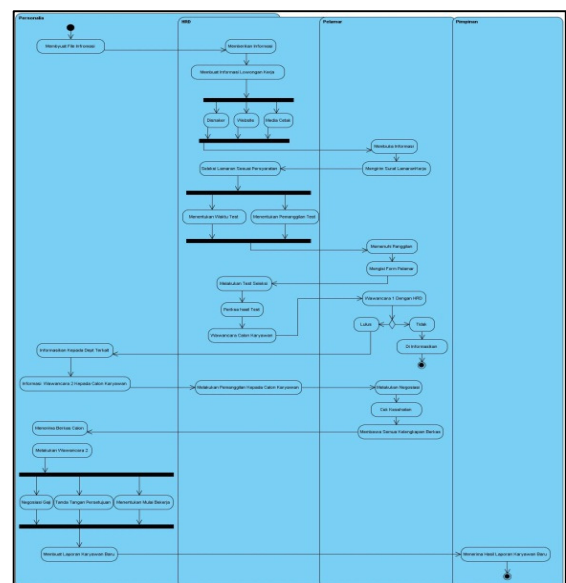 Personalia
HRD
Pelamar
Pimpinan
Membuat File Informasi
Memberikan Informasi
Membuat Informasi Lowongan Kerja
Disnaker
Website
Media Cetak
Membuka Informasi
Seleksi Lamaran Sesuai Persyaratan
Mengirim Surat Lamaran Kerja
Menentukan Waktu Test
Menentukan Pemanggilan Test
Memenuhi Panggilan
Mengisi Form Pelamar
Melakukan Test Seleksi
Periksa Hasil Test
Wawancara 1 Dengan HRD
Wawancara Calon Karyawan
Lulus
Tidak
Informasikan Kepada Dept Terkait
Di Informasikan
Informasi Wawancara 2 Kepada Calon Karyawan
Melakukan Pemanggilan Kepada Calon Karyawan
Melakukan Negosiasi
Cek Kesehatan
Menerima Berkas Calon
Membawa Semua Kelengkapan Berkas
Melakukan Wawancara 2
Negosiasi Gaji
Tanda Tangan Persetujuan
Menentukan Mulai Bekerja
Membuat Laporan Karyawan Baru
Menerima Hasil Laporan Karyawan Baru